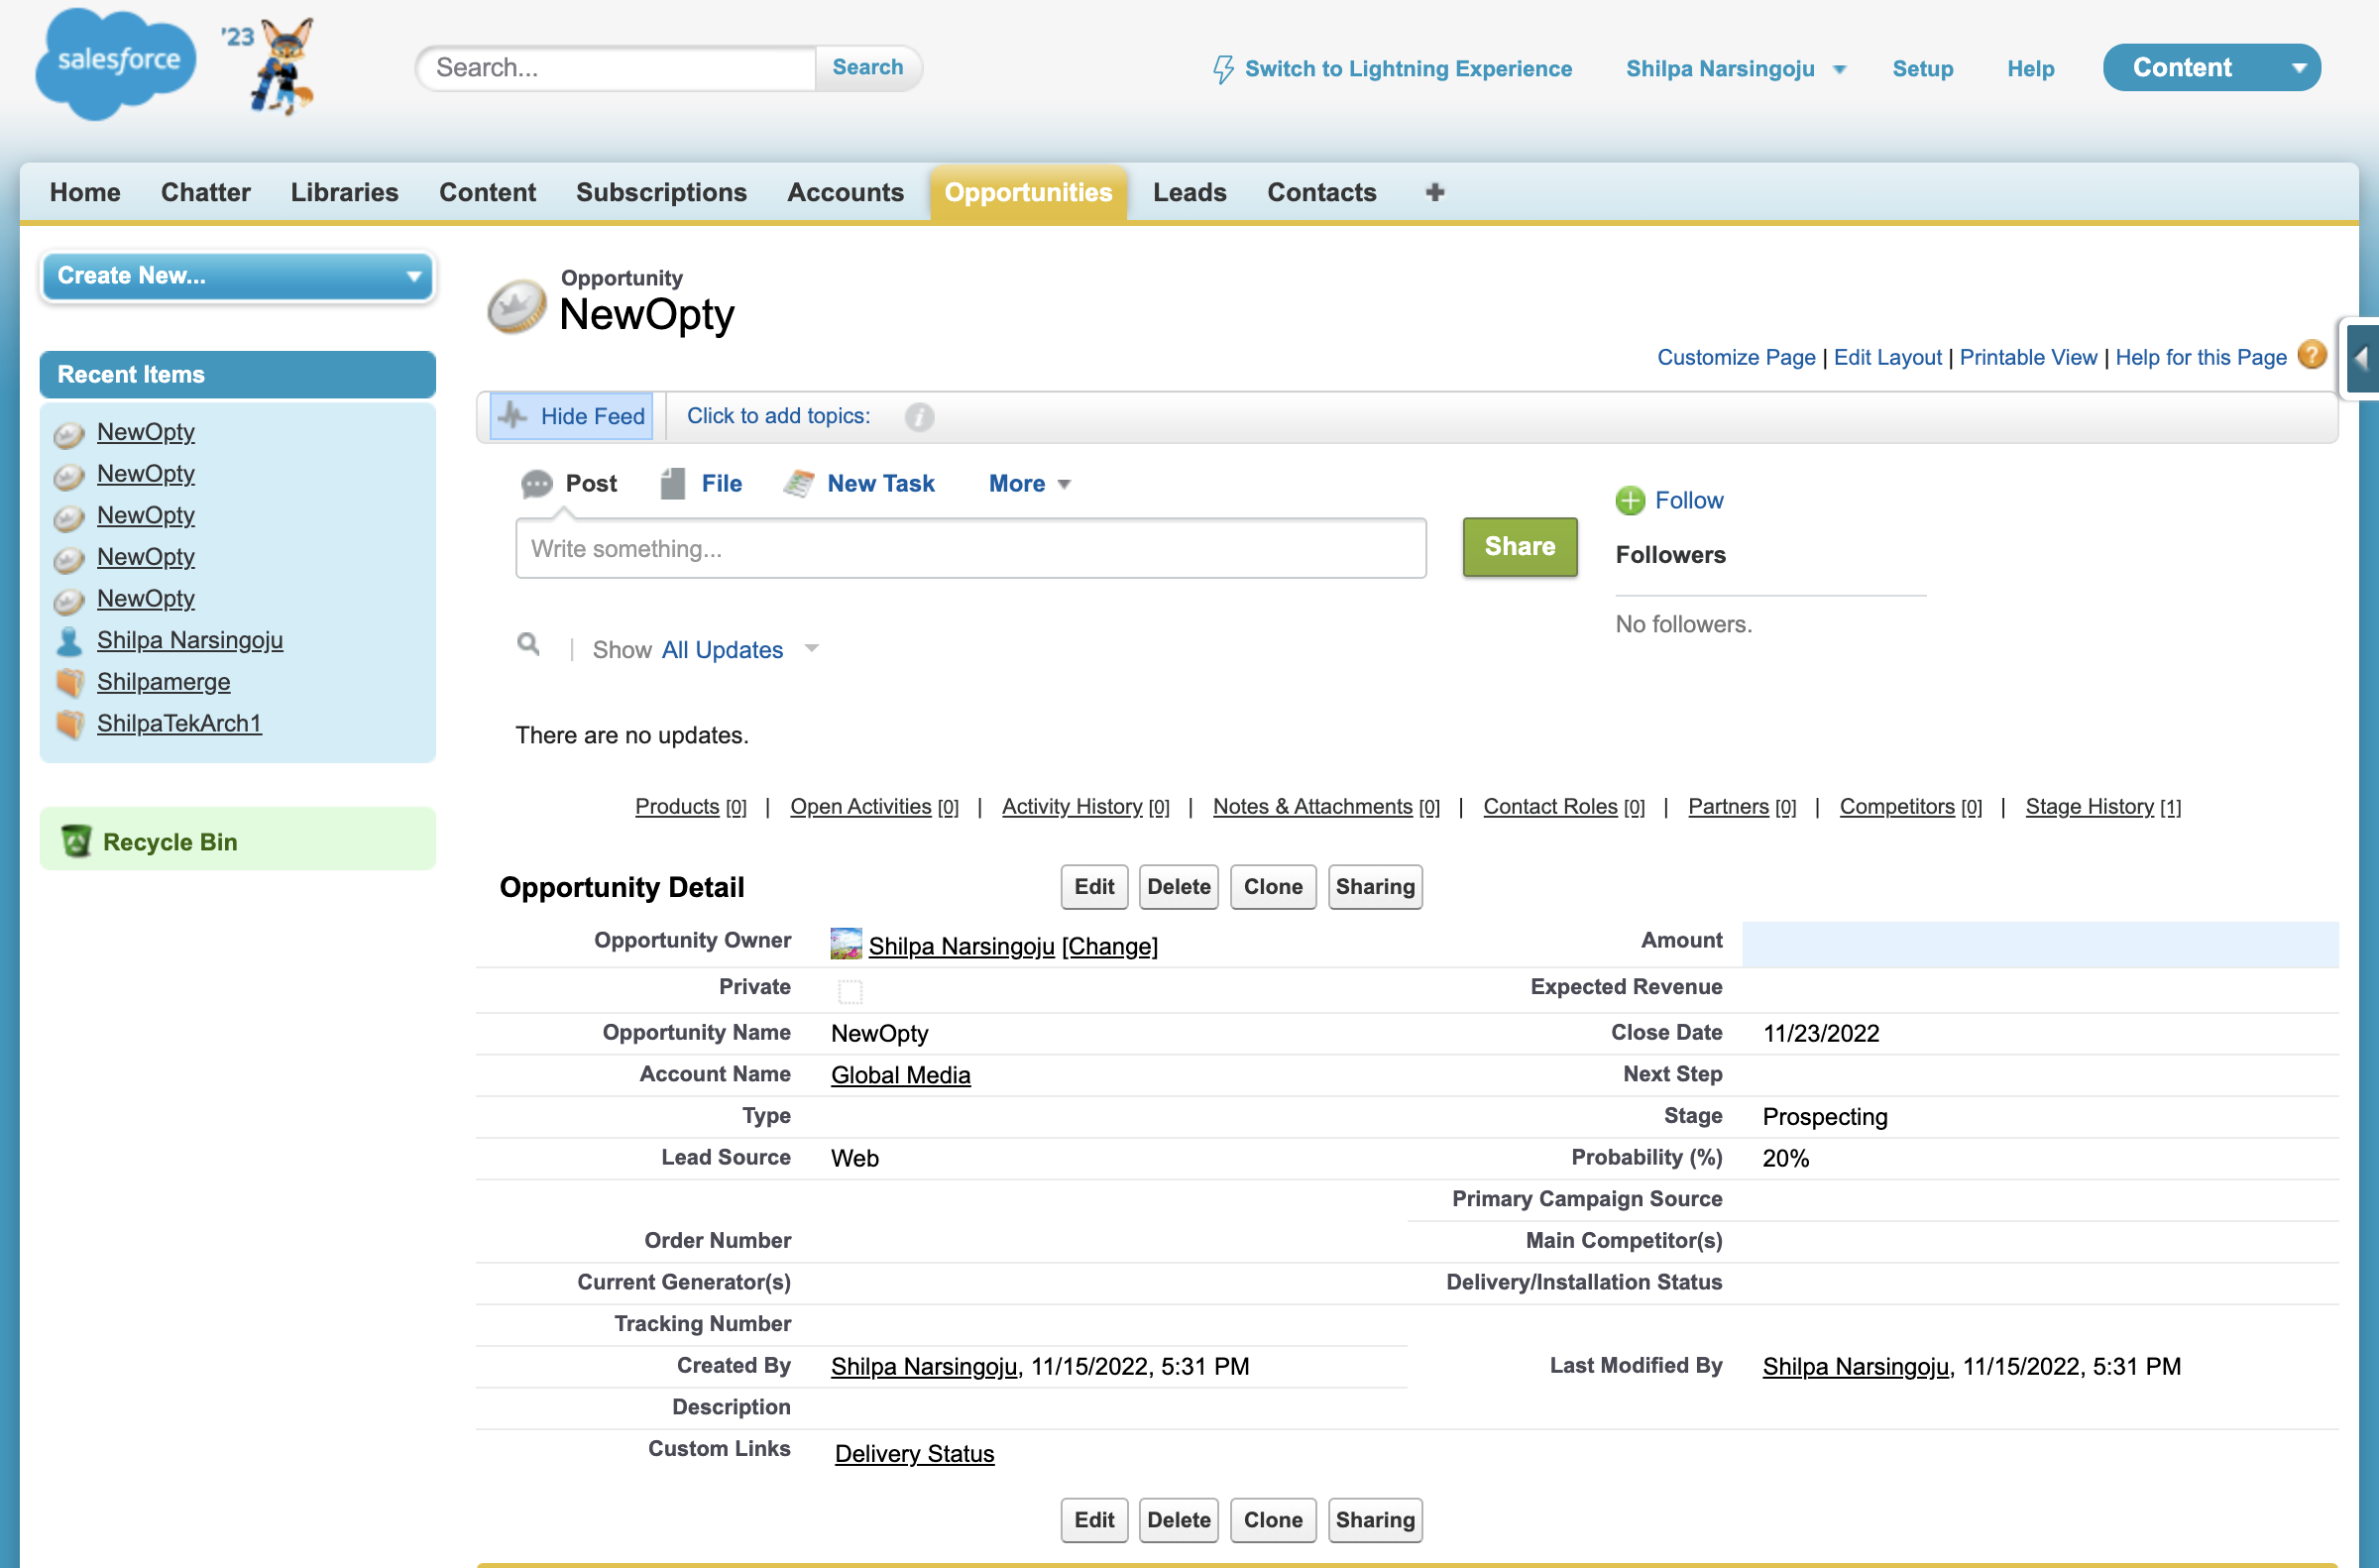 salesforce
'23
Search...
Search
Switch to Lightning Experience
Shilpa Narsingoju
Setup
Help
Content
Home Chatter Libraries Content Subscriptions Accounts Opportunities Leads Contacts
Create New...
Recent Items
NewOpty
NewOpty
NewOpty
NewOpty
NewOpty
Shilpa Narsingoju
Shilpamerge
ShilpaTekArch1
Recycle Bin
Opportunity
NewOpty
Customize Page | Edit Layout | Printable View | Help for this Page ?
Hide Feed Click to add topics: i
Post File New Task More
Write something...
Share
Follow
Followers
No followers.
| Show All Updates
There are no updates.
Products [0] | Open Activities [0] | Activity History [0] | Notes & Attachments [0] | Contact Roles [0] | Partners [0] | Competitors [0] | Stage History [1]
Opportunity Detail Edit Delete Clone Sharing
Opportunity Owner Shilpa Narsingoju [Change] Amount
Private Expected Revenue
Opportunity Name NewOpty Close Date 11/23/2022
Account Name Global Media Next Step
Type Stage Prospecting
Lead Source Web Probability (%) 20%
Primary Campaign Source
Order Number Main Competitor(s)
Current Generator(s) Delivery/Installation Status
Tracking Number
Created By Shilpa Narsingoju, 11/15/2022, 5:31 PM Last Modified By Shilpa Narsingoju, 11/15/2022, 5:31 PM
Description
Custom Links Delivery Status
Edit Delete Clone Sharing